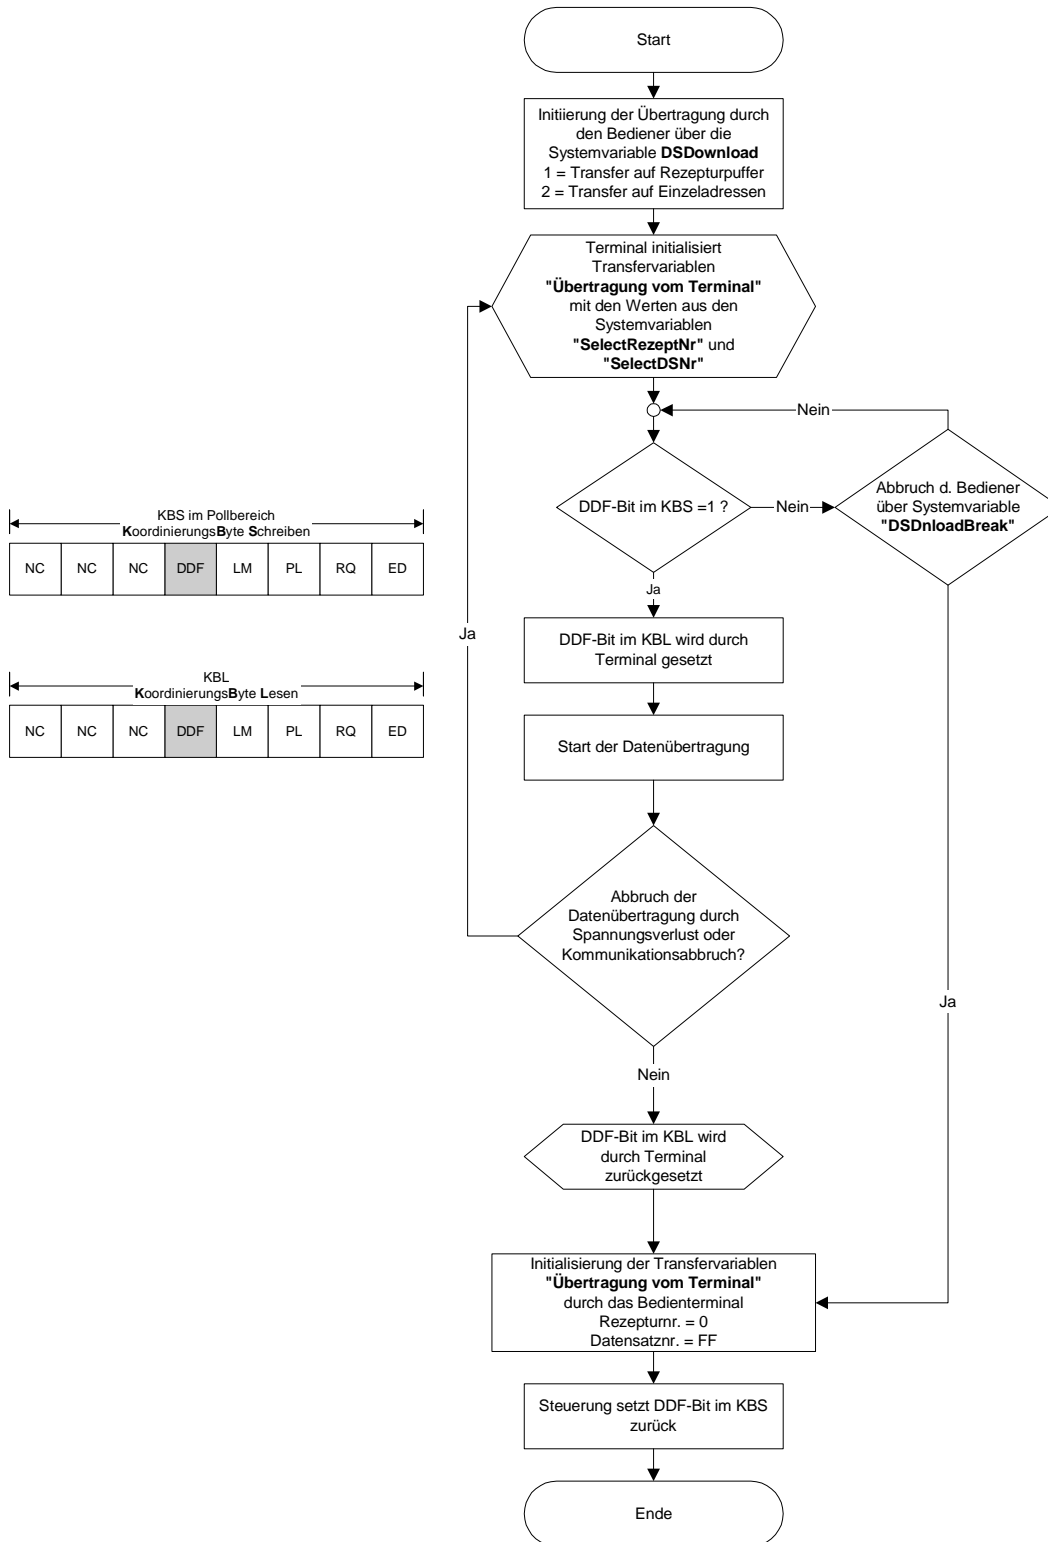 Start
Initiierung der Übertragung durch
den Bediener über die
Systemvariable DSDownload
1 = Transfer auf Rezepturpuffer
2 = Transfer auf Einzeladressen
Terminal initialisiert
Transfervariablen
"Übertragung vom Terminal"
mit den Werten aus den
Systemvariablen
"SelectRezeptNr" und
"SelectDSNr"
Nein
DDF-Bit im KBS =1 ?
Nein
Abbruch d. Bediener
über Systemvariable
"DSDnloadBreak"
KBS im Pollbereich
KoordinierungsByte Schreiben
NC NC NC DDF LM PL RQ ED
Ja
DDF-Bit im KBL wird durch
Terminal gesetzt
Ja
KBL
KoordinierungsByte Lesen
NC NC NC DDF LM PL RQ ED
Start der Datenübertragung
Abbruch der
Datenübertragung durch
Spannungsverlust oder
Kommunikationsabbruch?
Ja
Nein
DDF-Bit im KBL wird
durch Terminal
zurückgesetzt
Initialisierung der Transfervariablen
"Übertragung vom Terminal"
durch das Bedienterminal
Rezepturnr. = 0
Datensatznr. = FF
Steuerung setzt DDF-Bit im KBS
zurück
Ende